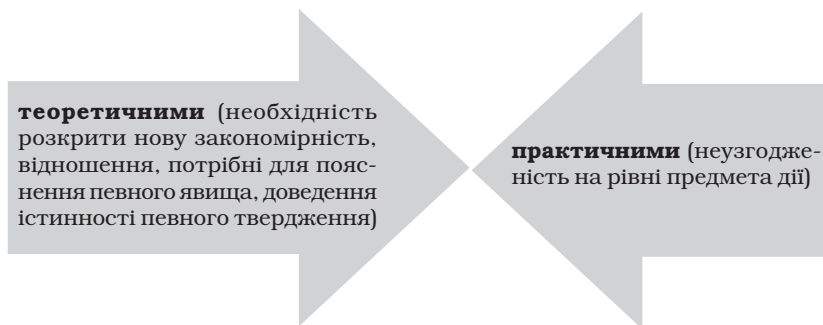 теоретичними (необхідність
розкрити нову закономірність,
відношення, потрібні для пояс-
нення певного явища, доведення
істинності певного твердження)
практичними (неузгодже-
ність на рівні предмета дії)